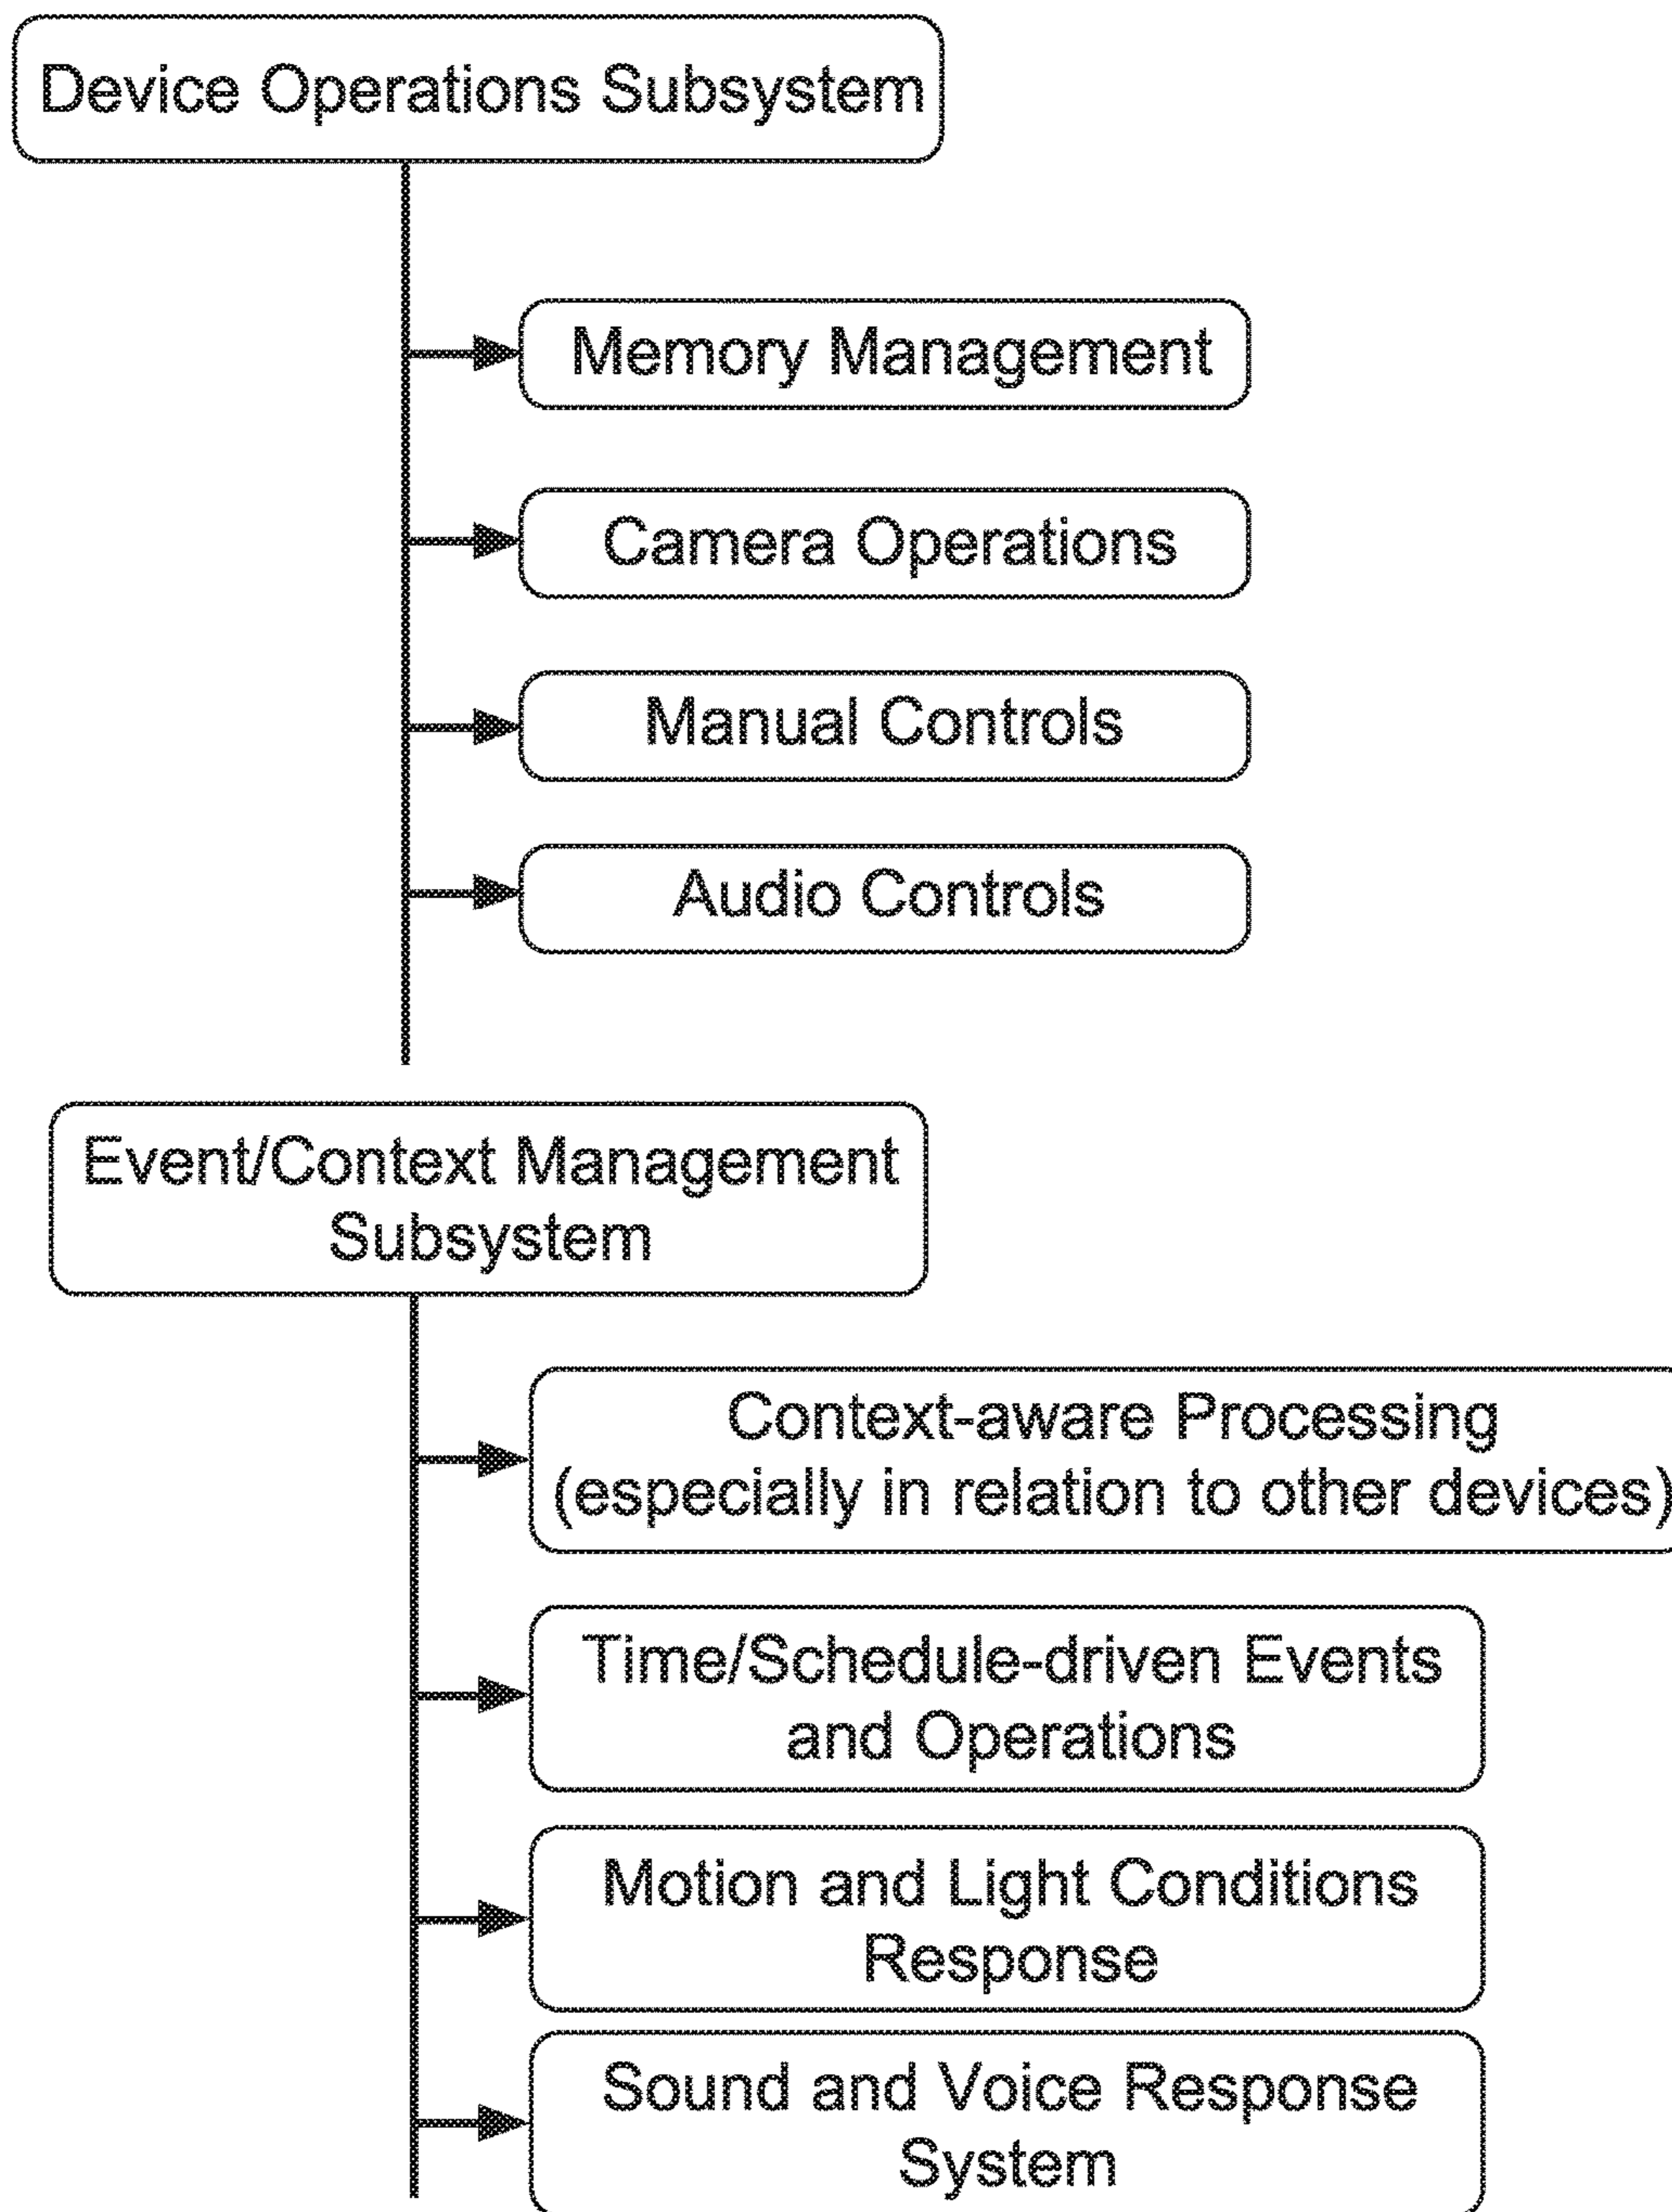 Device Operations Subsystem
Memory Management
Camera Operations
Manual Controls
Audio Controls
Event/Context Management
Subsystem
Context-aware Processing
(especially in relation to other devices)
Time/Schedule-driven Events
and Operations
Motion and Light Conditions
Response
Sound and Voice Response
System